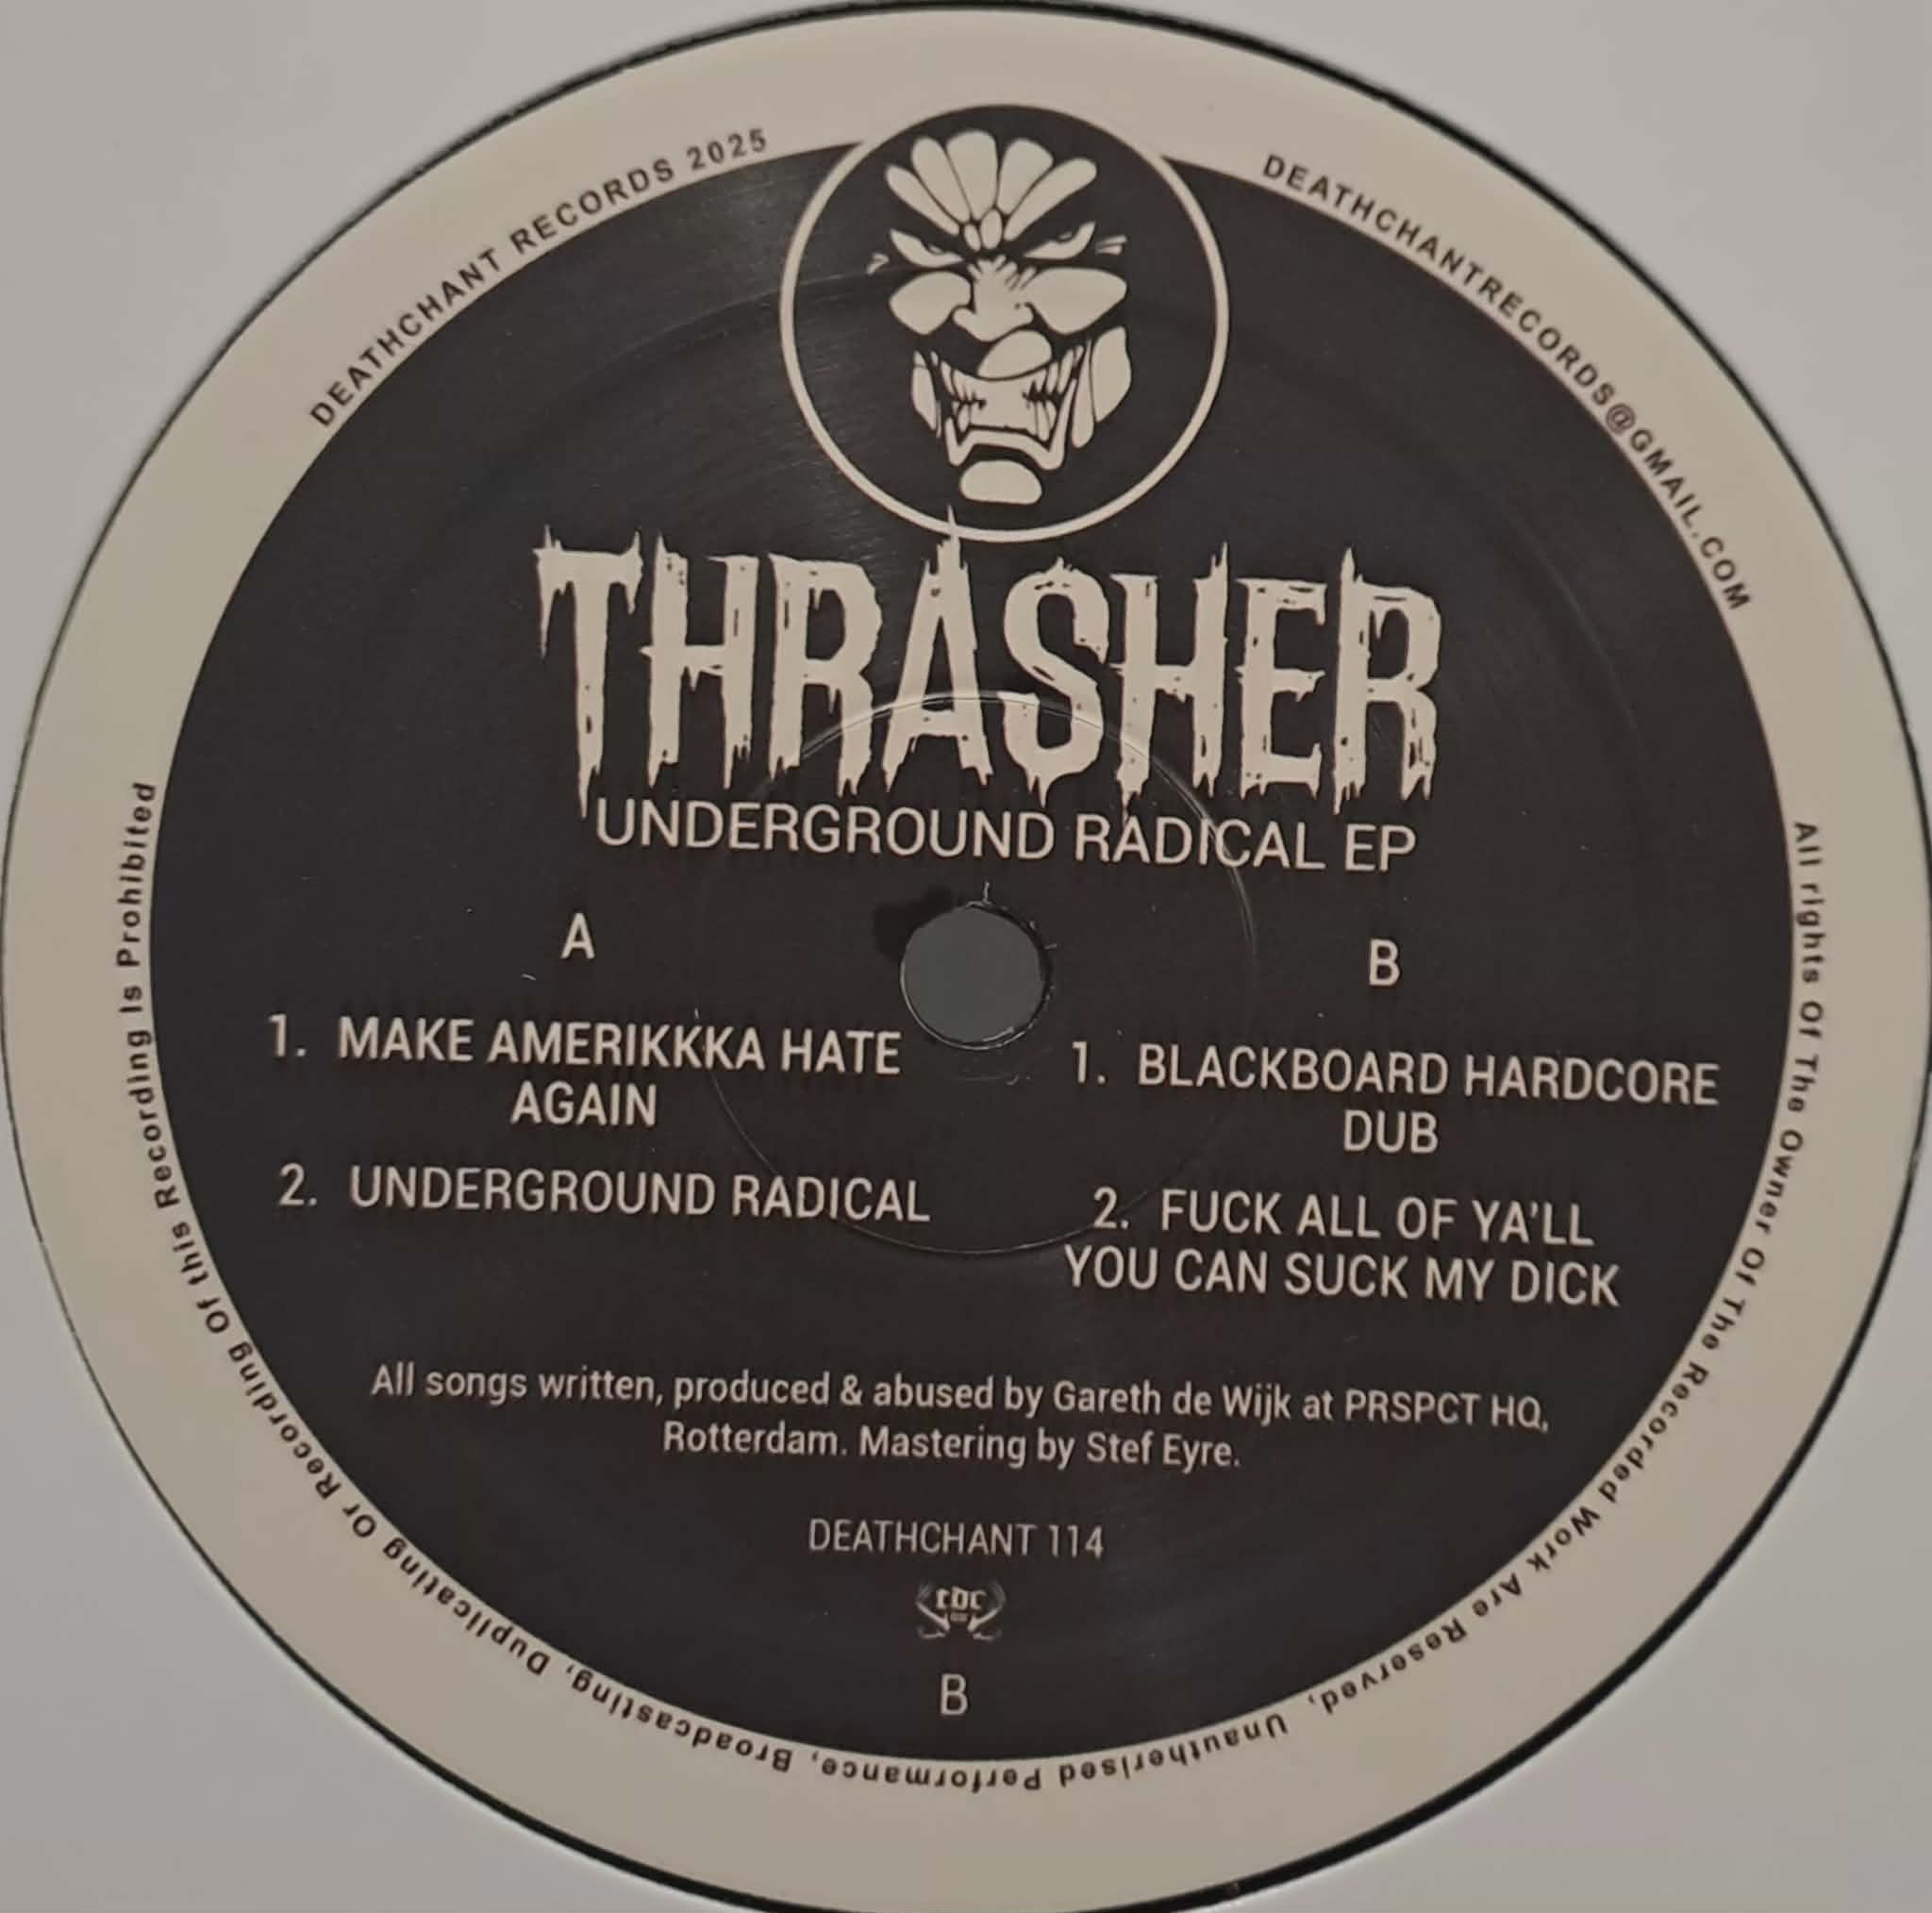 DEATHCHANT RECORDS 2025
DEATHCHANTRECORDS@GMAIL.COM
THRASHER
UNDERGROUND RADICAL EP
A
1. MAKE AMERIKKKA HATE
AGAIN
2. UNDERGROUND RADICAL
B
1. BLACKBOARD HARDCORE
DUB
2. FUCK ALL OF YA'LL
YOU CAN SUCK MY DICK
All songs written, produced & abused by Gareth de Wijk at PRSPCT HQ,
Rotterdam. Mastering by Stef Eyre.
DEATHCHANT 114
B
All rights Of The Owner Of The Recorded Work Are Reserved, Unautherised Performance, Broadcasting, Duplicating Or Recording Of this Recording Is Prohibited